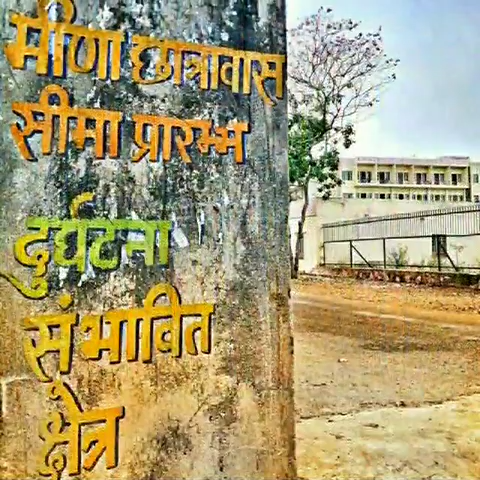 मीणा छात्रावास
सीमा प्रारम्भ
दुर्घटना
संभावित
क्षेत्र